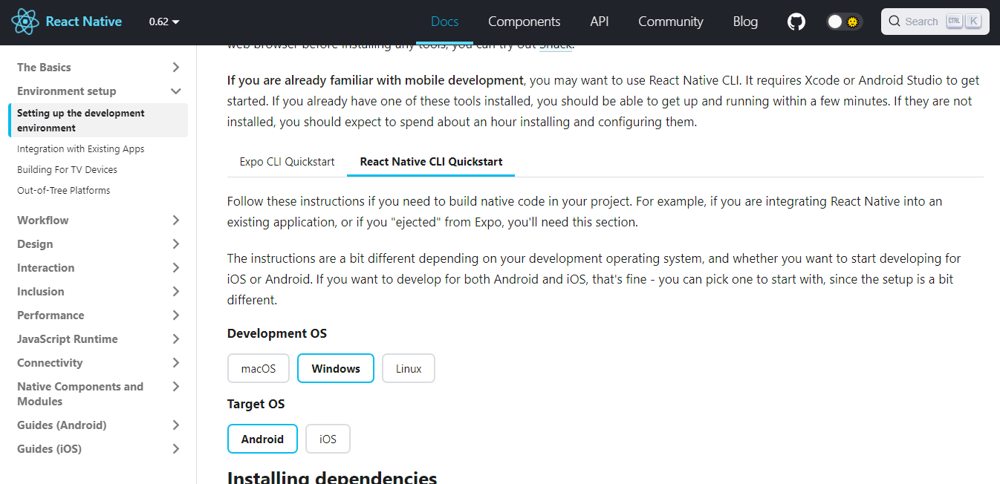 React Native
0.62
Docs
Components
API
Community
Blog
Search
CTRL
K
The Basics
Environment setup
Setting up the development
environment
Integration with Existing Apps
Building For TV Devices
Out-of-Tree Platforms
Workflow
Design
Interaction
Inclusion
Performance
JavaScript Runtime
Connectivity
Native Components and
Modules
Guides (Android)
Guides (iOS)
web browser before installing any tools, you can try out Snack.
If you are already familiar with mobile development, you may want to use React Native CLI. It requires Xcode or Android Studio to get
started. If you already have one of these tools installed, you should be able to get up and running within a few minutes. If they are not
installed, you should expect to spend about an hour installing and configuring them.
Expo CLI Quickstart
React Native CLI Quickstart
Follow these instructions if you need to build native code in your project. For example, if you are integrating React Native into an
existing application, or if you "ejected" from Expo, you'll need this section.
The instructions are a bit different depending on your development operating system, and whether you want to start developing for
iOS or Android. If you want to develop for both Android and iOS, that's fine - you can pick one to start with, since the setup is a bit
different.
Development OS
macOS
Windows
Linux
Target OS
Android
iOS
Installing dependencies